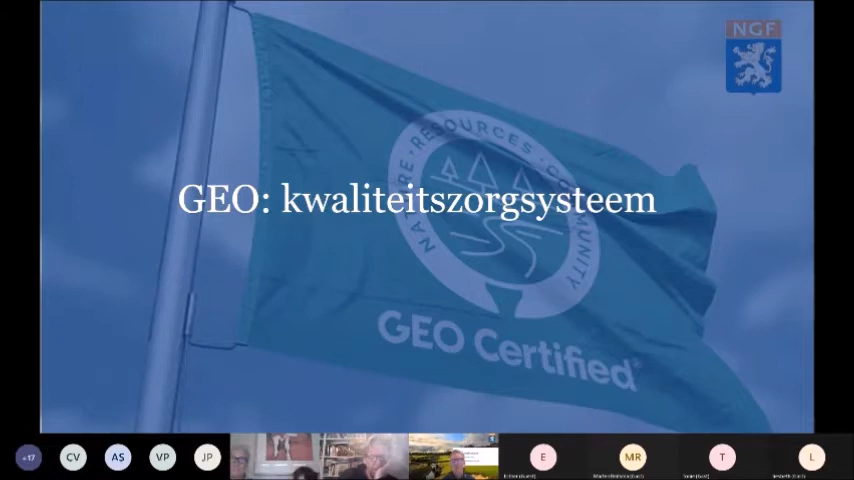 NGF
NATURE · RESOURCES · COMMUNITY
GEO: kwaliteitszorgsysteem
GEO Certified
+17
CV
AS
VP
JP
E
MR
T
L